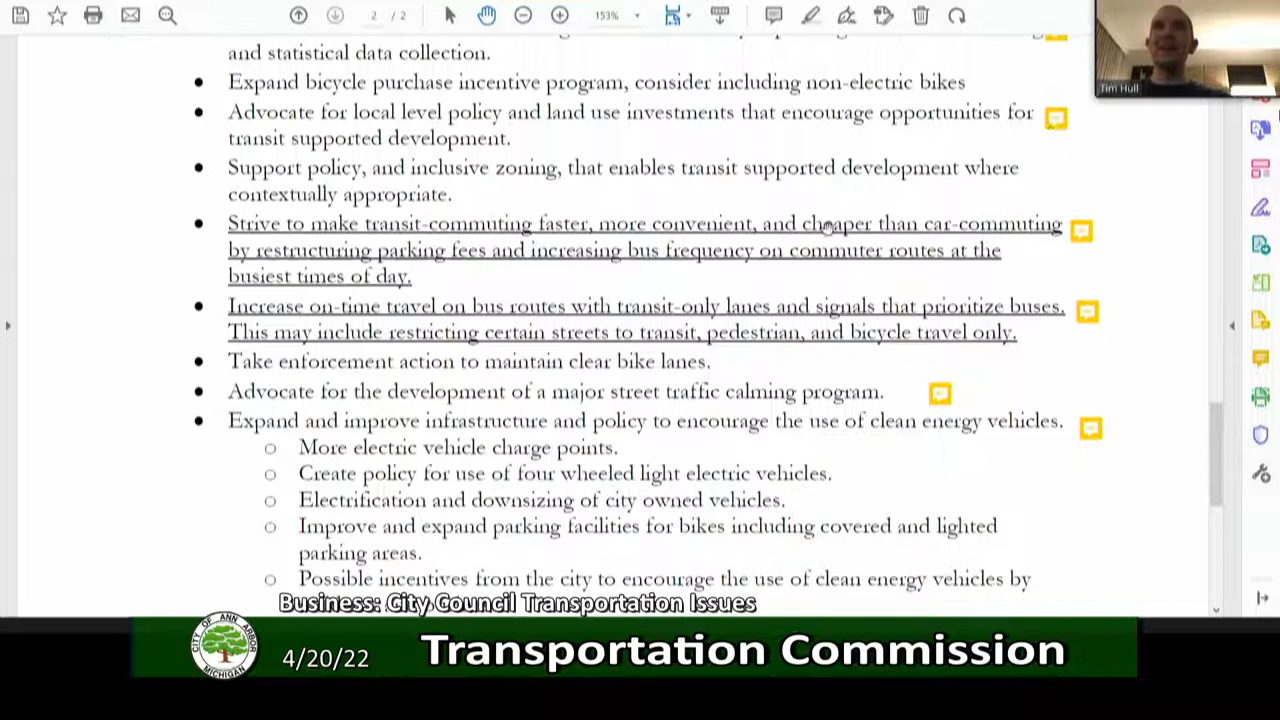 2 / 2
153%
Tim Hull
and statistical data collection.
Expand bicycle purchase incentive program, consider including non-electric bikes
Advocate for local level policy and land use investments that encourage opportunities for
transit supported development.
Support policy, and inclusive zoning, that enables transit supported development where
contextually appropriate.
Strive to make transit-commuting faster, more convenient, and cheaper than car-commuting
by restructuring parking fees and increasing bus frequency on commuter routes at the
busiest times of day.
Increase on-time travel on bus routes with transit-only lanes and signals that prioritize buses.
This may include restricting certain streets to transit, pedestrian, and bicycle travel only.
Take enforcement action to maintain clear bike lanes.
Advocate for the development of a major street traffic calming program.
Expand and improve infrastructure and policy to encourage the use of clean energy vehicles.
More electric vehicle charge points.
Create policy for use of four wheeled light electric vehicles.
Electrification and downsizing of city owned vehicles.
Improve and expand parking facilities for bikes including covered and lighted
parking areas.
Possible incentives from the city to encourage the use of clean energy vehicles by
Business: City Council Transportation Issues
CITY OF ANN ARBOR
MICHIGAN
4/20/22
Transportation Commission